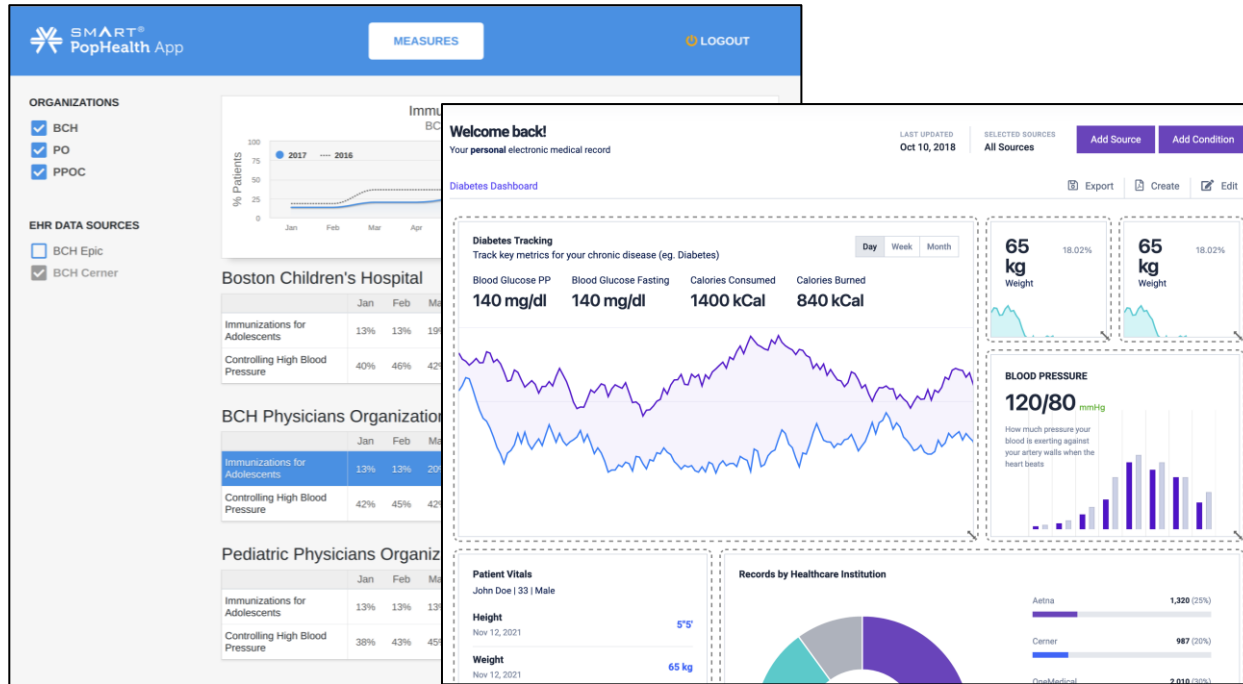 SMART®
PopHealth App
MEASURES
LOGOUT
ORGANIZATIONS
BCH
PO
PPOC
EHR DATA SOURCES
BCH Epic
BCH Cerner
Immu
BC
% Patients
100
75
50
25
0
2017 2016
Jan Feb Mar Apr
Boston Children's Hospital
Jan Feb Ma
Immunizations for
Adolescents
13% 13% 19%
Controlling High Blood
Pressure
40% 46% 42%
BCH Physicians Organization
Jan Feb Ma
Immunizations for
Adolescents
13% 13% 20%
Controlling High Blood
Pressure
42% 45% 42%
Pediatric Physicians Organiz
Jan Feb Ma
Immunizations for
Adolescents
13% 13% 13%
Controlling High Blood
Pressure
38% 43% 45%
Welcome back!
Your personal electronic medical record
LAST UPDATED
Oct 10, 2018
SELECTED SOURCES
All Sources
Add Source
Add Condition
Diabetes Dashboard
Export
Create
Edit
Diabetes Tracking
Track key metrics for your chronic disease (eg. Diabetes)
Day Week Month
Blood Glucose PP
140 mg/dl
Blood Glucose Fasting
140 mg/dl
Calories Consumed
1400 kCal
Calories Burned
840 kCal
65
kg
Weight
18.02%
65
kg
Weight
18.02%
BLOOD PRESSURE
120/80 mmHg
How much pressure your
blood is exerting against
your artery walls when the
heart beats
Patient Vitals
John Doe | 33 | Male
Height
Nov 12, 2021
5"5'
Weight
Nov 12, 2021
65 kg
Records by Healthcare Institution
Aetna 1,320 (25%)
Cerner 987 (20%)
OneMedical 2,010 (30%)